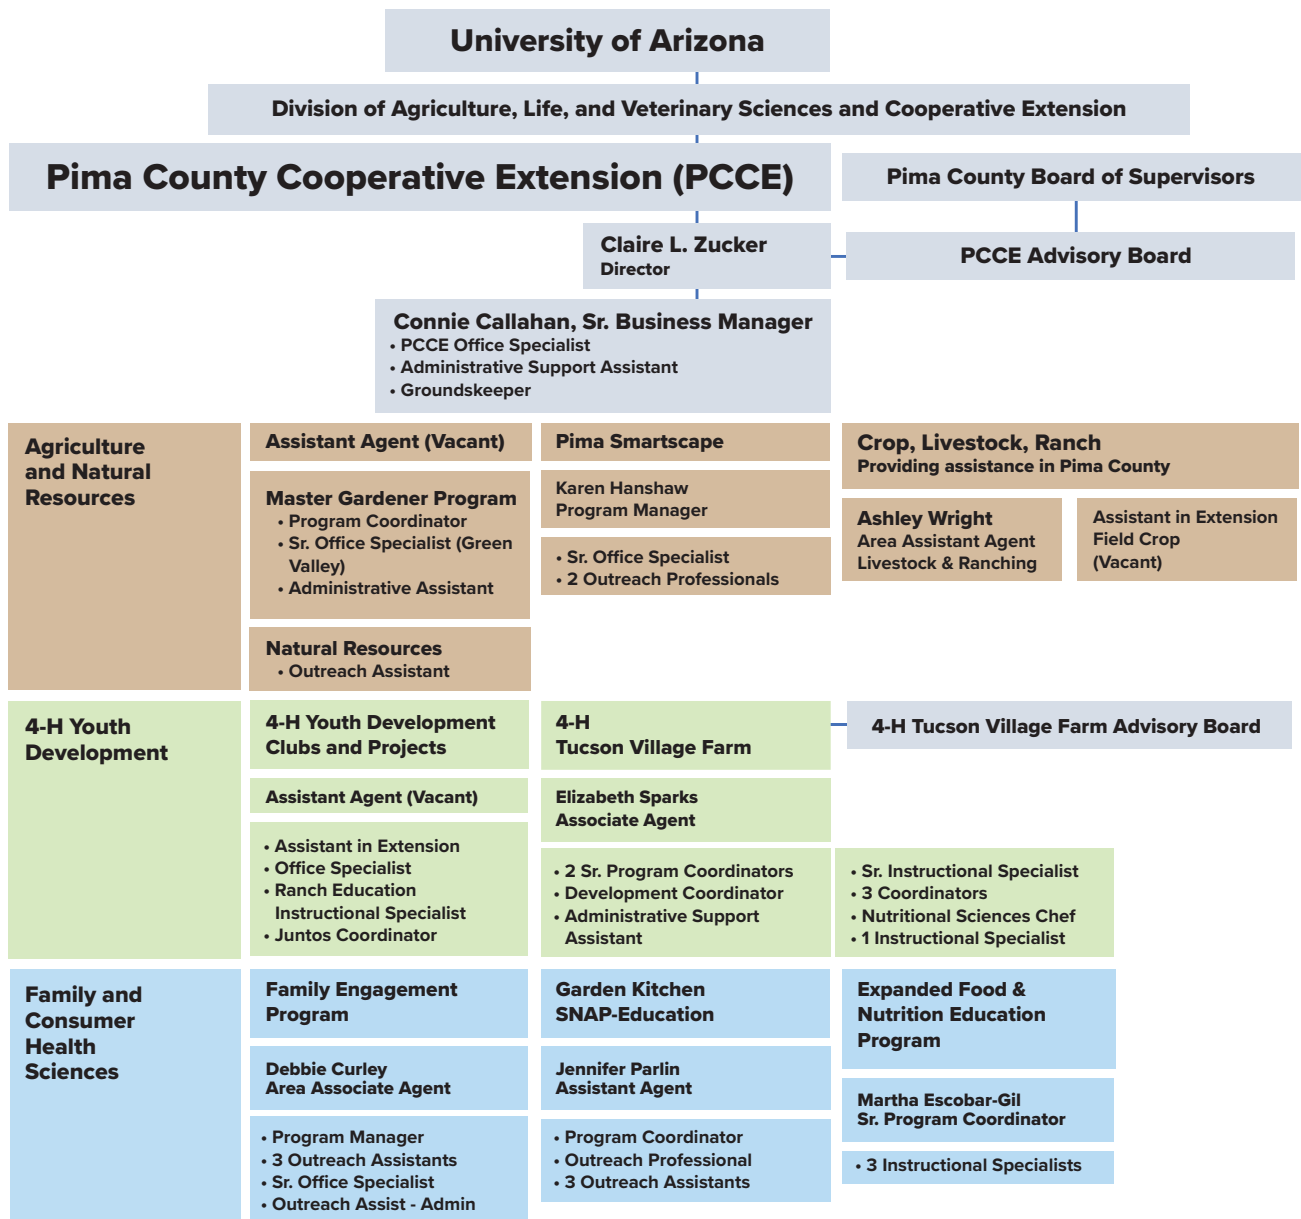 University of Arizona
Division of Agriculture, Life, and Veterinary Sciences and Cooperative Extension
Pima County Cooperative Extension (PCCE)
Pima County Board of Supervisors
Claire L. Zucker
Director
PCCE Advisory Board
Connie Callahan, Sr. Business Manager
• PCCE Office Specialist
• Administrative Support Assistant
• Groundskeeper
Agriculture
and Natural
Resources
Assistant Agent (Vacant)
Master Gardener Program
• Program Coordinator
• Sr. Office Specialist (Green
Valley)
• Administrative Assistant
Natural Resources
• Outreach Assistant
Pima Smartscape
Karen Hanshaw
Program Manager
• Sr. Office Specialist
• 2 Outreach Professionals
Crop, Livestock, Ranch
Providing assistance in Pima County
Ashley Wright
Area Assistant Agent
Livestock & Ranching
Assistant in Extension
Field Crop
(Vacant)
4-H Youth
Development
4-H Youth Development
Clubs and Projects
Assistant Agent (Vacant)
• Assistant in Extension
• Office Specialist
• Ranch Education
Instructional Specialist
• Juntos Coordinator
4-H
Tucson Village Farm
4-H Tucson Village Farm Advisory Board
Elizabeth Sparks
Associate Agent
• 2 Sr. Program Coordinators
• Development Coordinator
• Administrative Support
Assistant
• Sr. Instructional Specialist
• 3 Coordinators
• Nutritional Sciences Chef
• 1 Instructional Specialist
Family and
Consumer
Health
Sciences
Family Engagement
Program
Debbie Curley
Area Associate Agent
• Program Manager
• 3 Outreach Assistants
• Sr. Office Specialist
• Outreach Assist - Admin
Garden Kitchen
SNAP-Education
Jennifer Parlin
Assistant Agent
• Program Coordinator
• Outreach Professional
• 3 Outreach Assistants
Expanded Food &
Nutrition Education
Program
Martha Escobar-Gil
Sr. Program Coordinator
• 3 Instructional Specialists